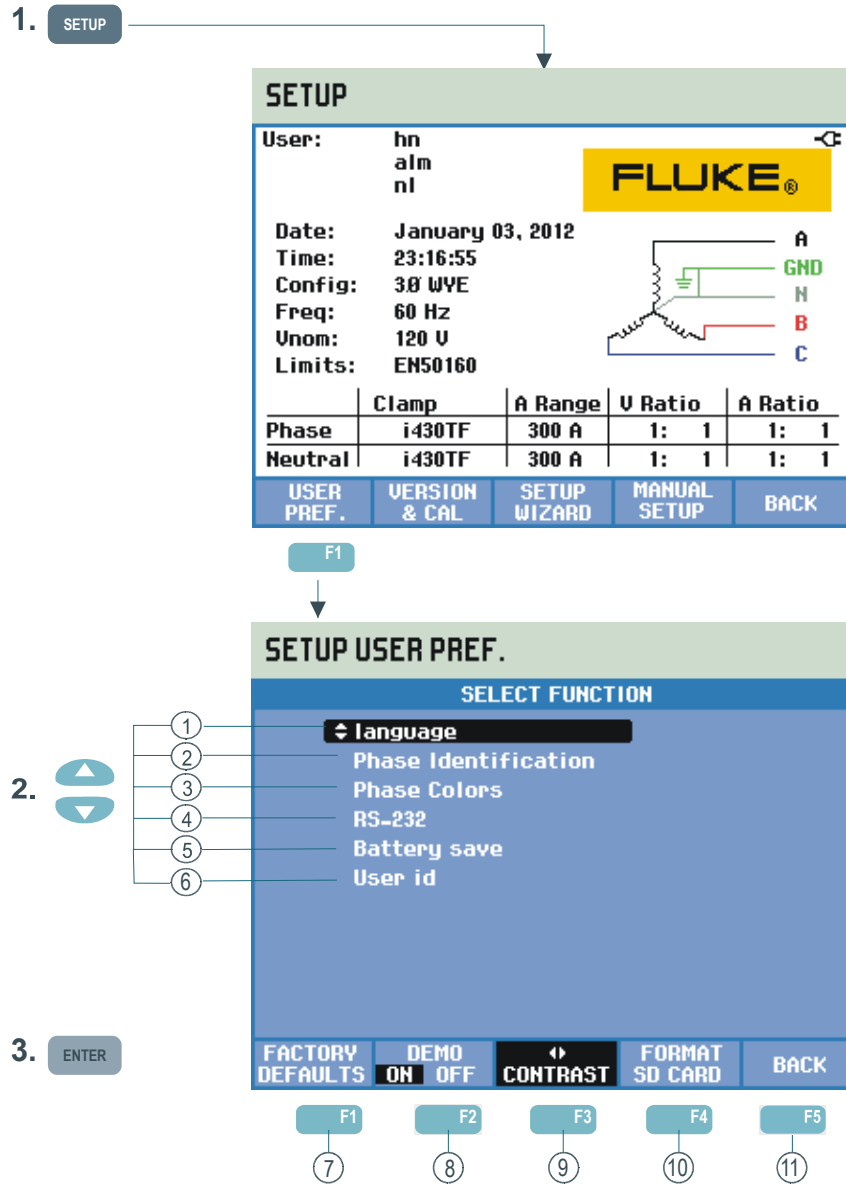 1. SETUP
SETUP
User: hn
alm
nl
FLUKE®
Date: January 03, 2012
Time: 23:16:55
Config: 3Ø WYE
Freq: 60 Hz
Vnom: 120 V
Limits: EN50160
A
GND
N
B
C
Clamp A Range V Ratio A Ratio
Phase i430TF 300 A 1: 1 1: 1
Neutral i430TF 300 A 1: 1 1: 1
USER PREF. VERSION & CAL SETUP WIZARD MANUAL SETUP BACK
F1
SETUP USER PREF.
SELECT FUNCTION
1 language
2 Phase Identification
2.
3 Phase Colors
4 RS-232
5 Battery save
6 User id
3. ENTER
FACTORY DEFAULTS DEMO ON OFF CONTRAST FORMAT SD CARD BACK
F1 F2 F3 F4 F5
7 8 9 10 11